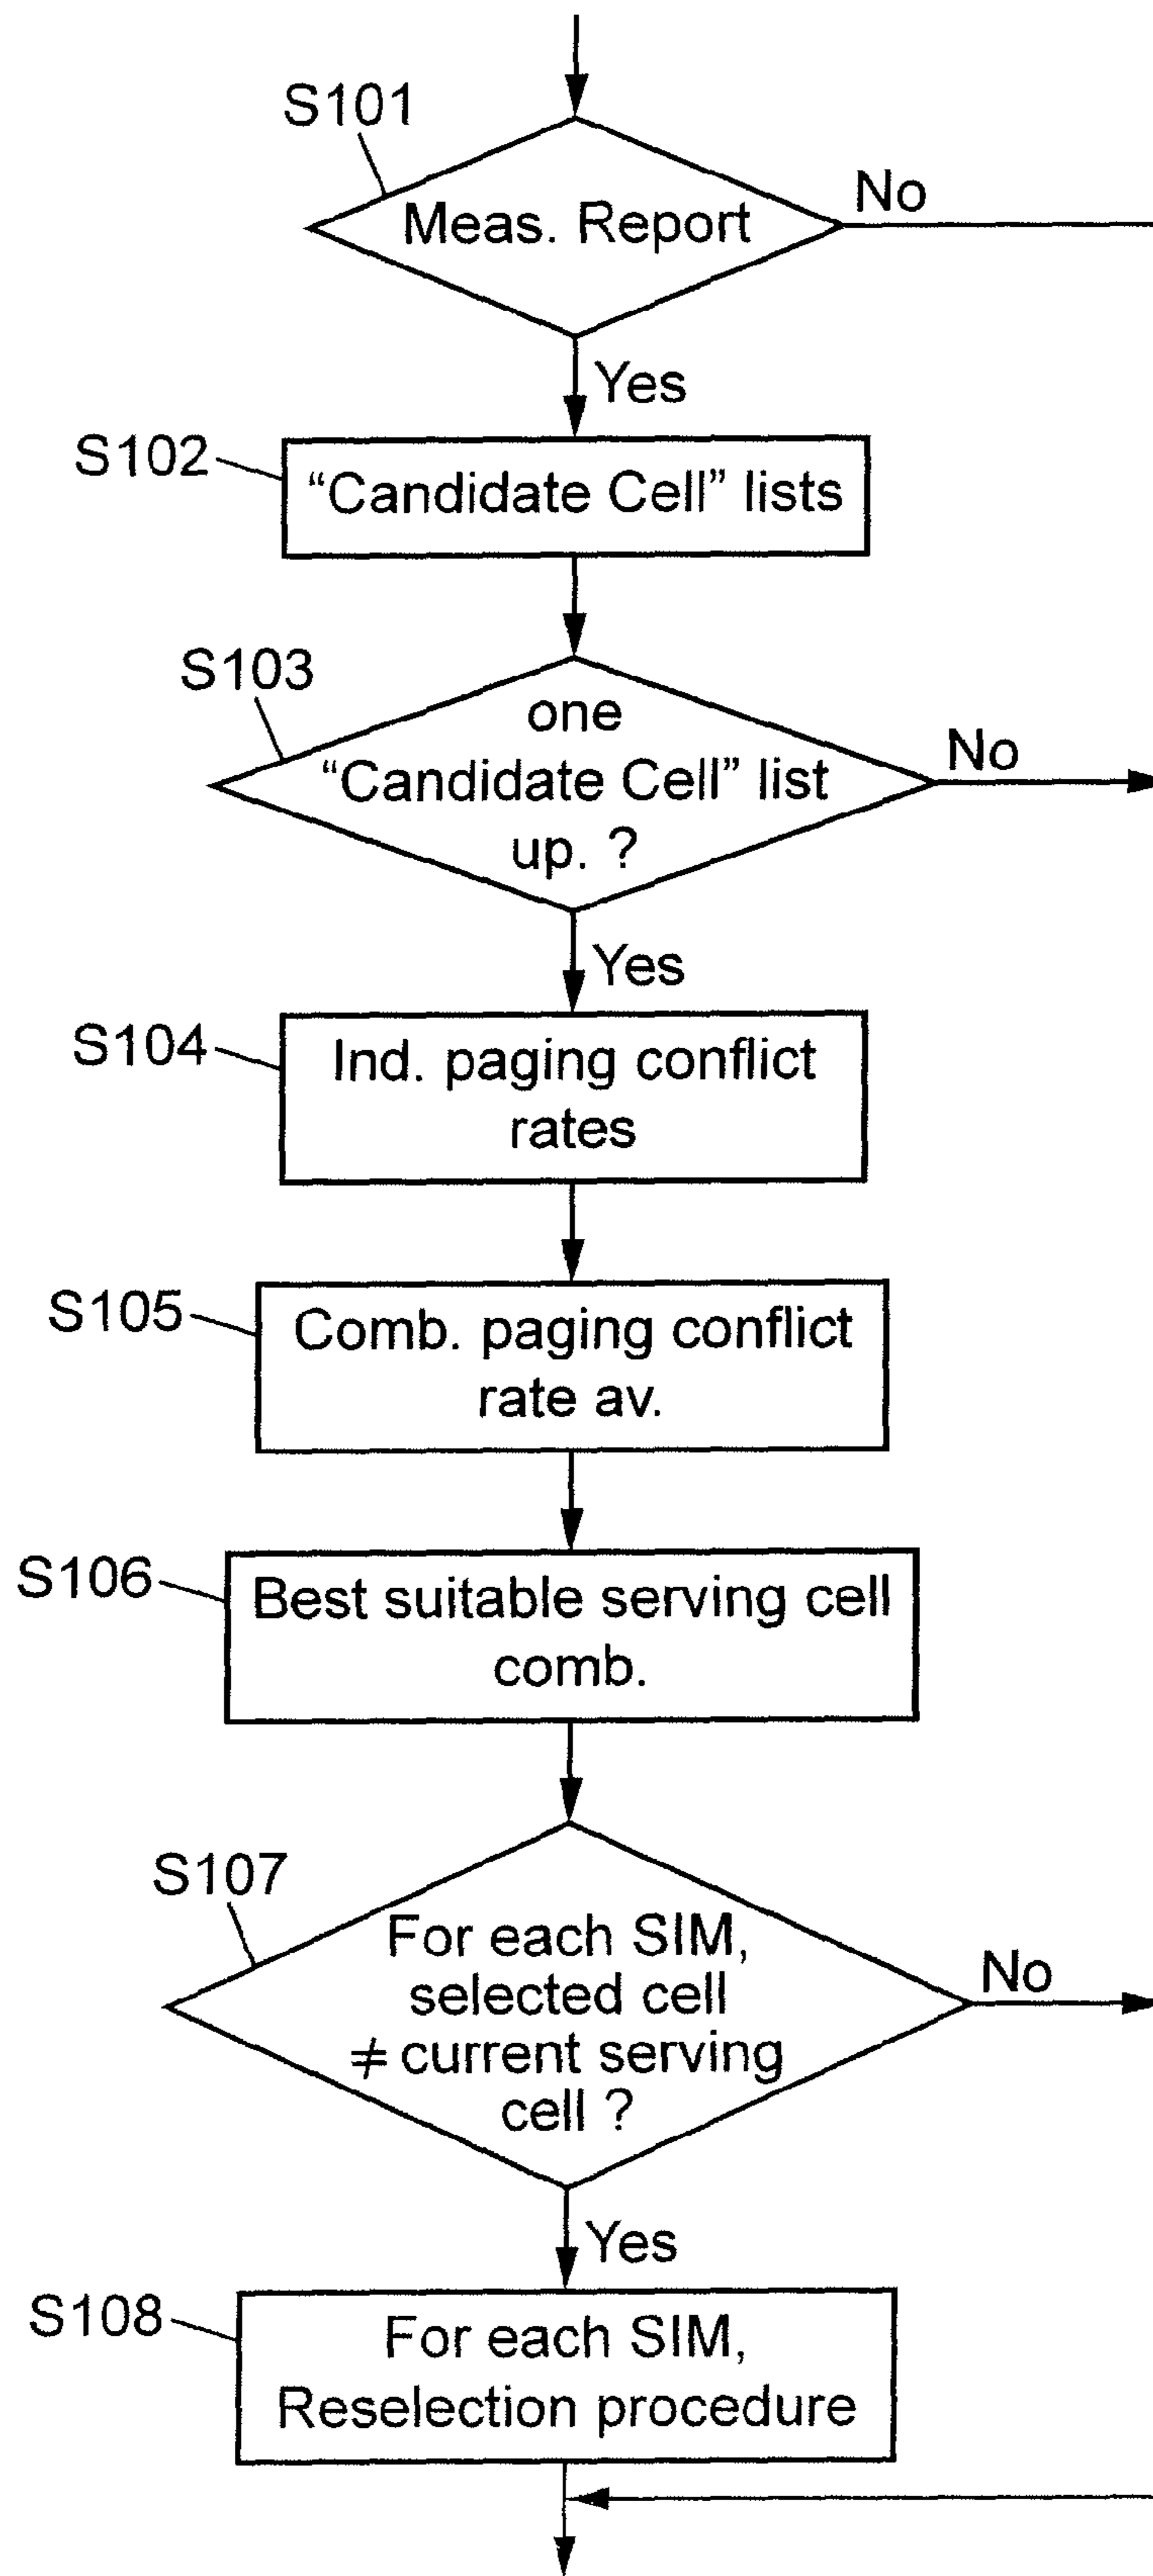 S101
Meas. Report
No
Yes
S102
“Candidate Cell” lists
S103
one
“Candidate Cell” list
up. ?
No
Yes
S104
Ind. paging conflict
rates
S105
Comb. paging conflict
rate av.
S106
Best suitable serving cell
comb.
S107
For each SIM,
selected cell
≠ current serving
cell ?
No
Yes
S108
For each SIM,
Reselection procedure